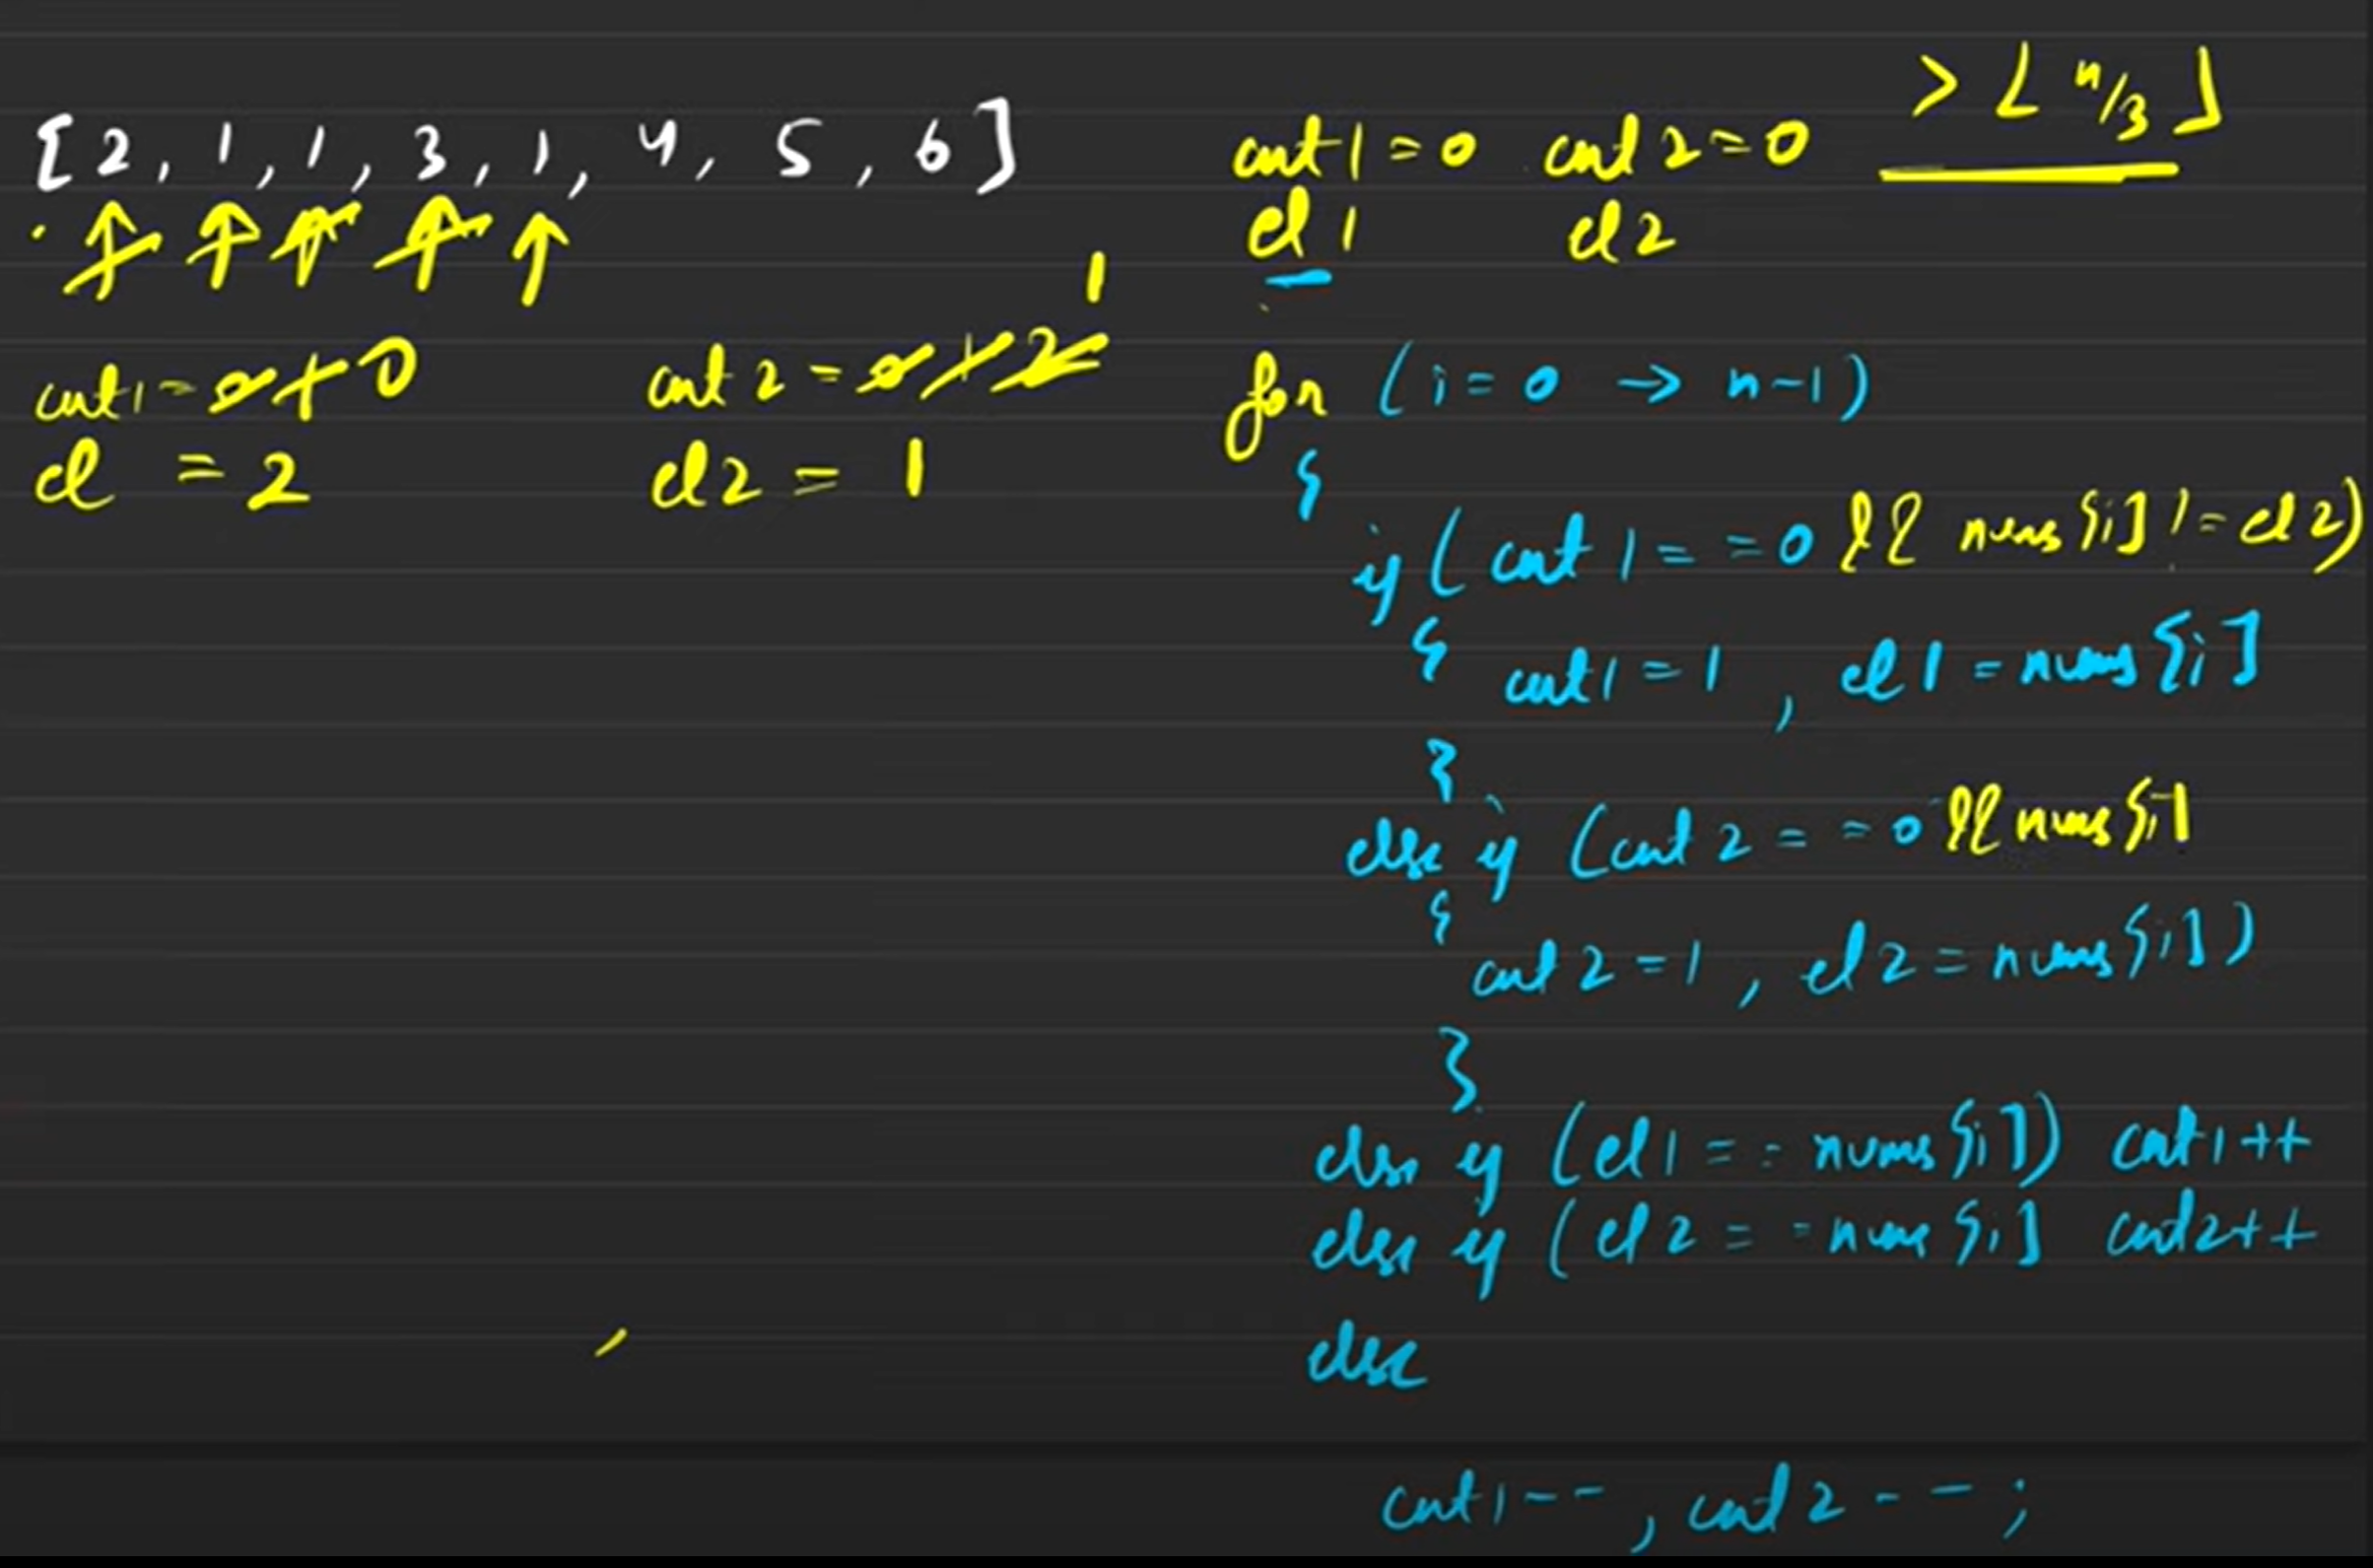 [2, 1, 1, 3, 1, 4, 5, 6]
cnt1 = 0 1 0
el = 2
cnt2 = 0 1 2 1
el2 = 1
cnt1 = 0 cnt2 = 0 > ⌊n/3⌋
el1 el2
for (i = 0 → n-1)
{
if (cnt1 == 0 && nums[i] != el2)
{ cnt1 = 1, el1 = nums[i]
}
else if (cnt2 == 0 && nums[i]
{
cnt2 = 1, el2 = nums[i])
}
else if (el1 == nums[i]) cnt1++
else if (el2 == nums[i] cnt2++
else
cnt1--, cnt2--;